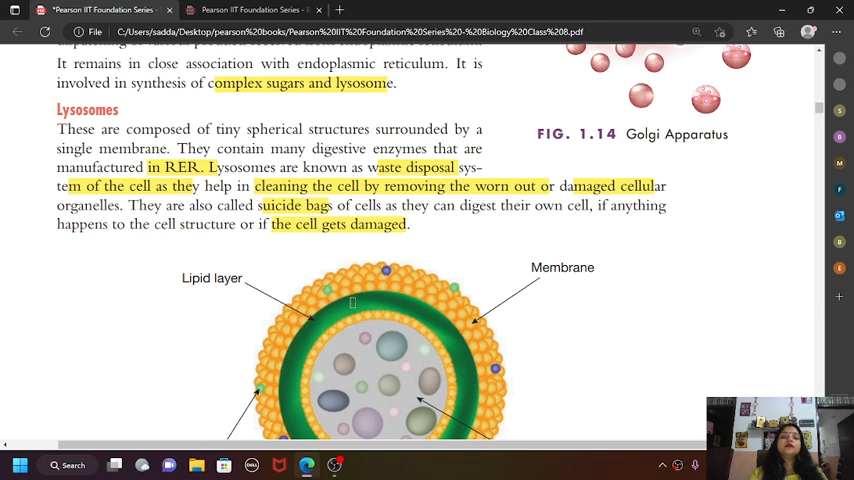 *Pearson IIT Foundation Series -
Pearson IIT Foundation Series - B
File
C:/Users/sadda/Desktop/pearson%20books/Pearson%20IIT%20Foundation%20Series%20-%20Biology%20Class%208.pdf
It remains in close association with endoplasmic reticulum. It is
involved in synthesis of complex sugars and lysosome.
Lysosomes
These are composed of tiny spherical structures surrounded by a
single membrane. They contain many digestive enzymes that are
manufactured in RER. Lysosomes are known as waste disposal sys-
tem of the cell as they help in cleaning the cell by removing the worn out or damaged cellular
organelles. They are also called suicide bags of cells as they can digest their own cell, if anything
happens to the cell structure or if the cell gets damaged.
FIG. 1.14 Golgi Apparatus
Lipid layer
Membrane
Search
DELL